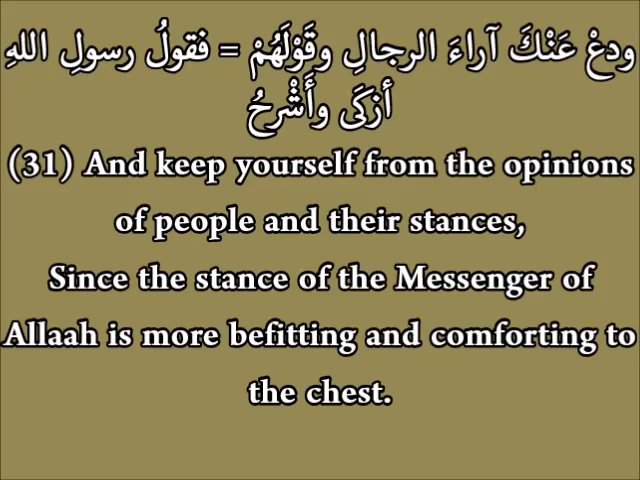 ودعْ عَنْكَ آراءَ الرجالِ وقَوْلَهُمْ = فقولُ رسولِ اللهِ
أزكَى وأَشْرحُ
(31) And keep yourself from the opinions
of people and their stances,
Since the stance of the Messenger of
Allaah is more befitting and comforting to
the chest.